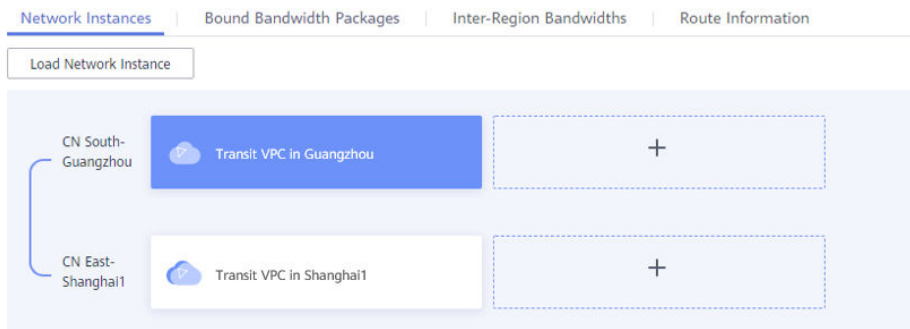 Network Instances | Bound Bandwidth Packages | Inter-Region Bandwidths | Route Information
Load Network Instance
CN South-
Guangzhou
Transit VPC in Guangzhou
+
CN East-
Shanghai1
Transit VPC in Shanghai1
+